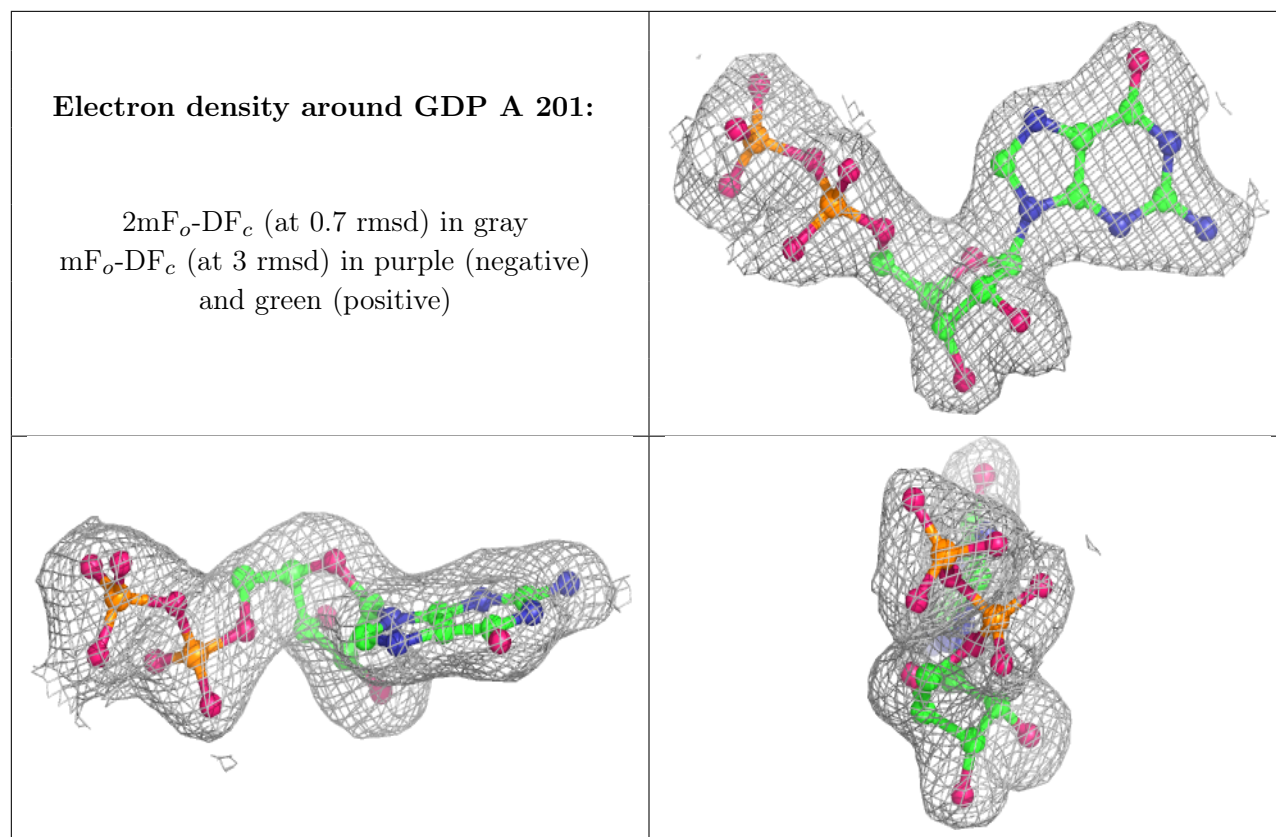 Electron density around GDP A 201:
2mFo-DFc (at 0.7 rmsd) in gray
mFo-DFc (at 3 rmsd) in purple (negative)
and green (positive)